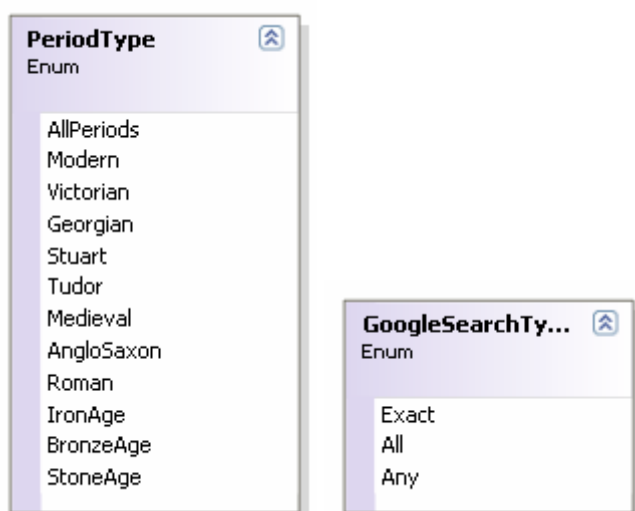 PeriodType
Enum
AllPeriods
Modern
Victorian
Georgian
Stuart
Tudor
Medieval
AngloSaxon
Roman
IronAge
BronzeAge
StoneAge
GoogleSearchTy...
Enum
Exact
All
Any